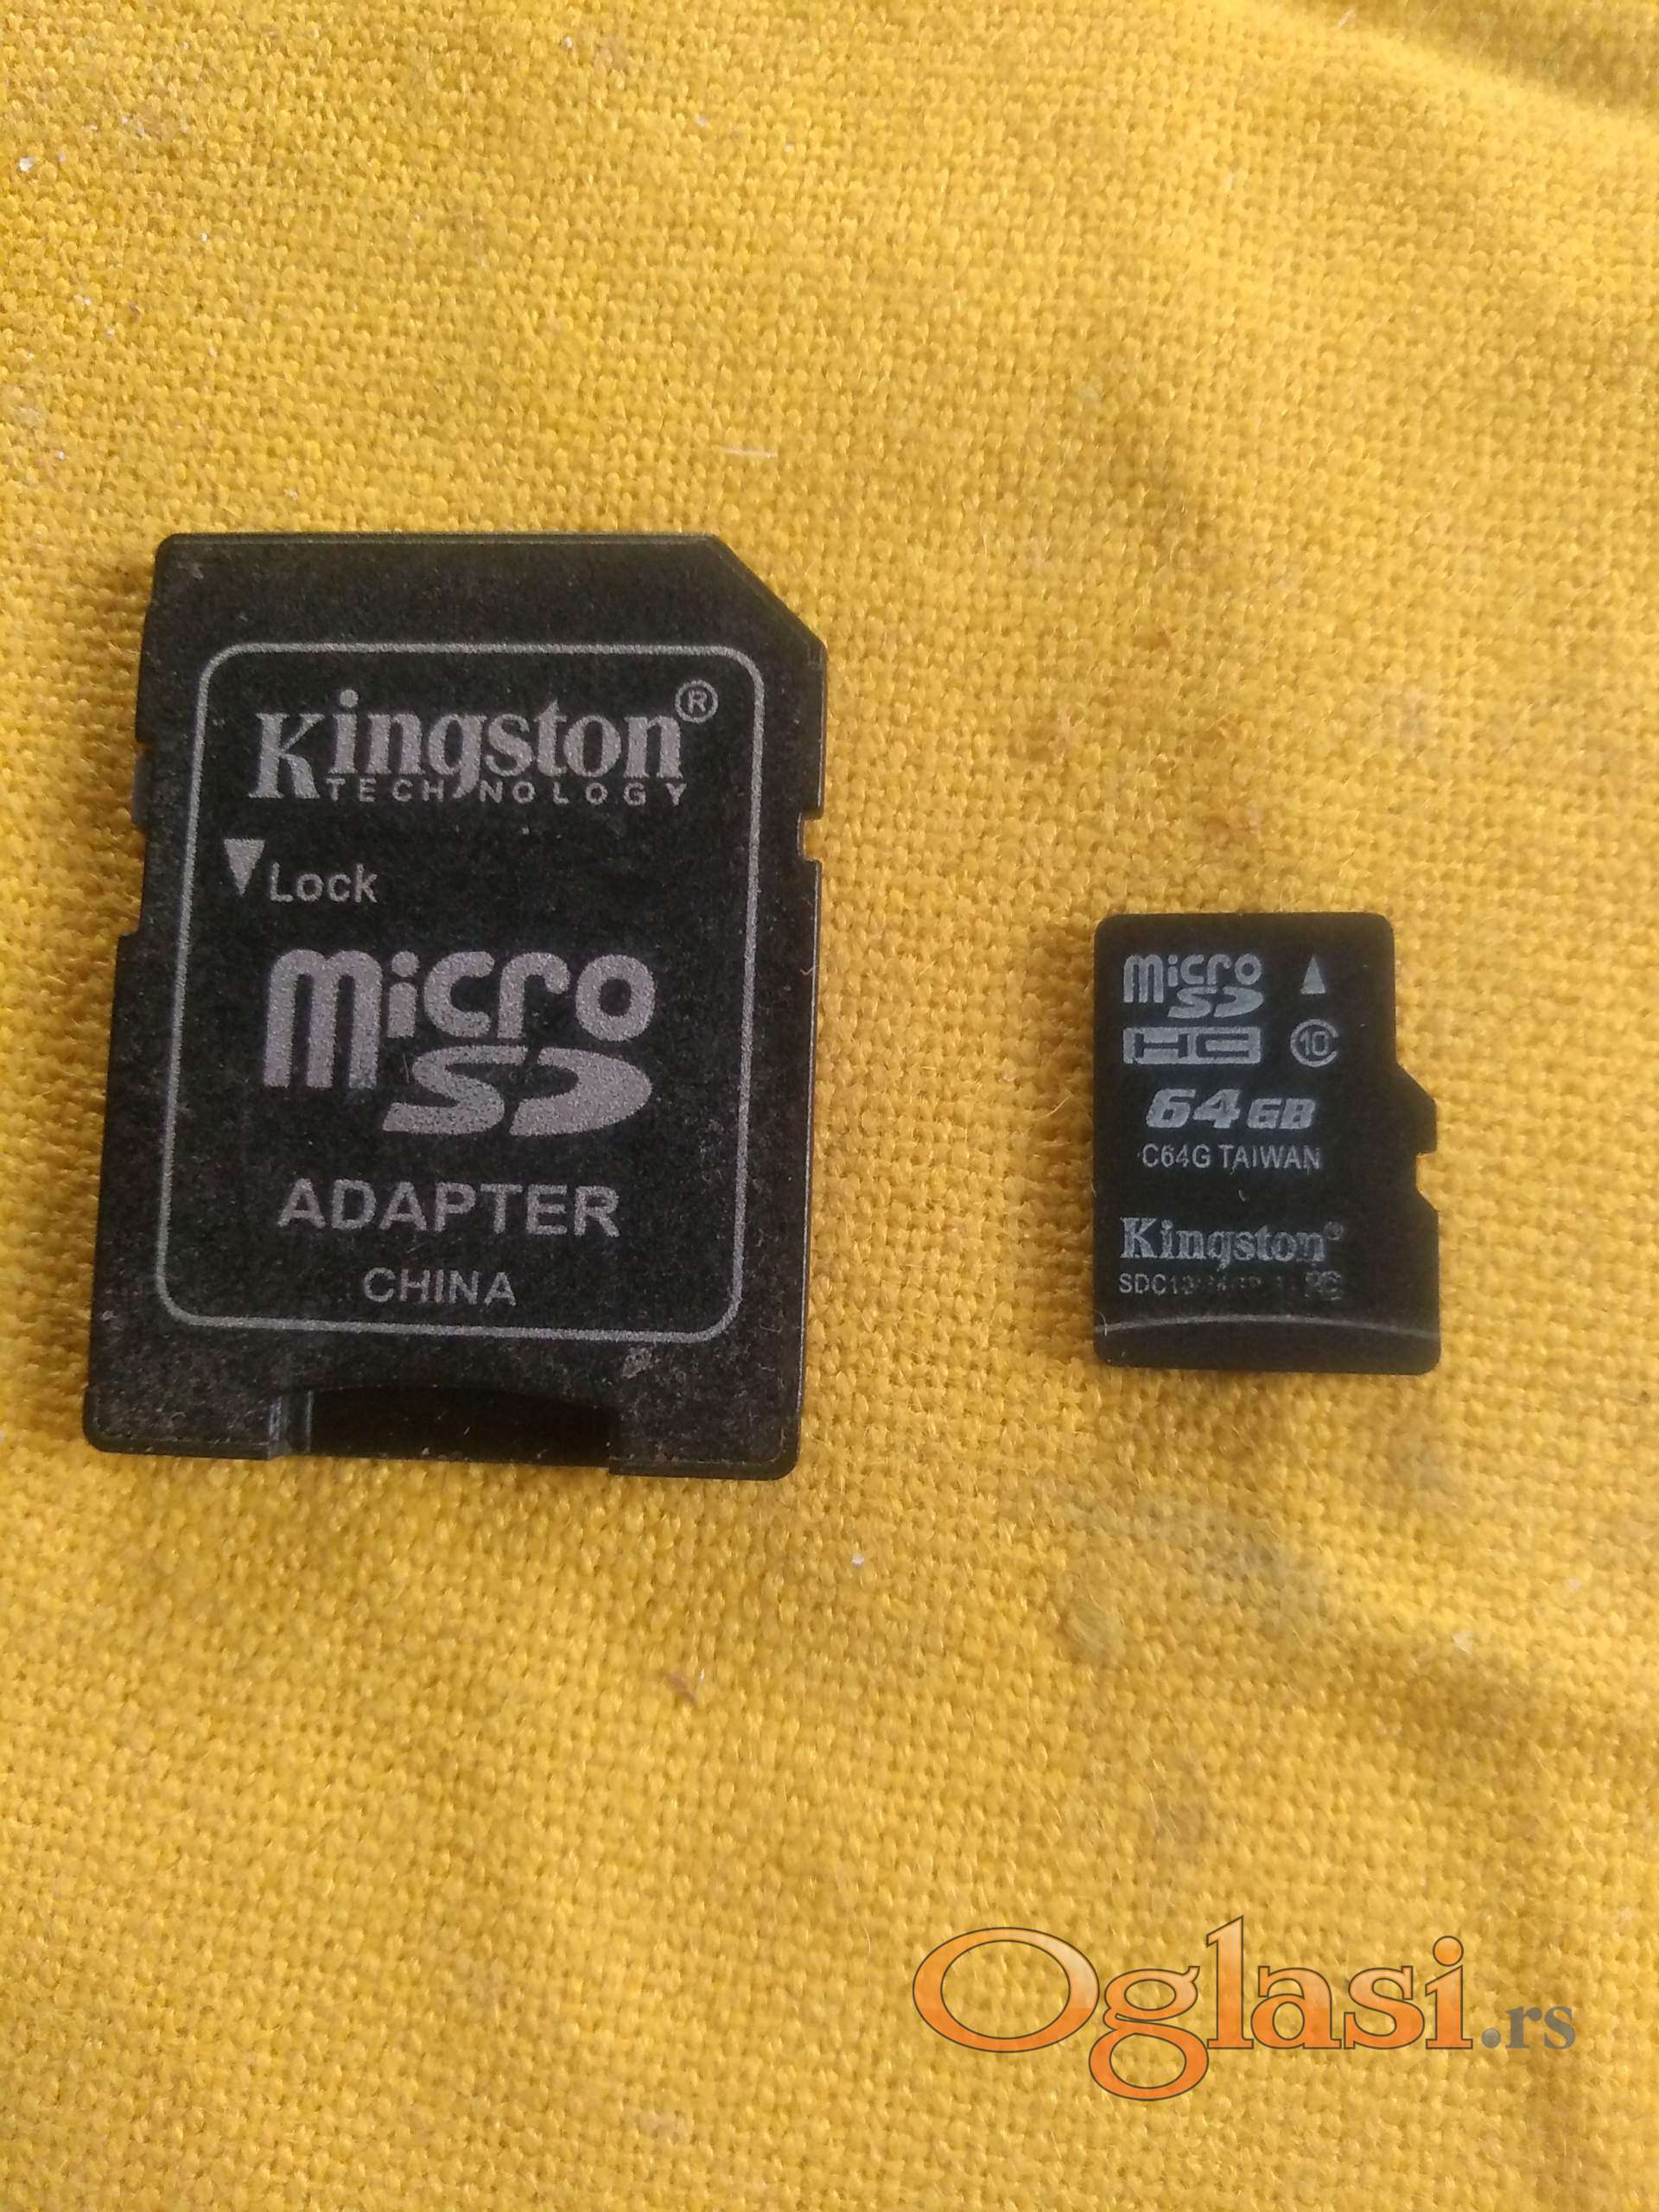 Kingston®
TECHNOLOGY
Lock
micro
SD
ADAPTER
CHINA
micro
SD
HC 10
64GB
C64G TAIWAN
Kingston®
Oglasi.rs